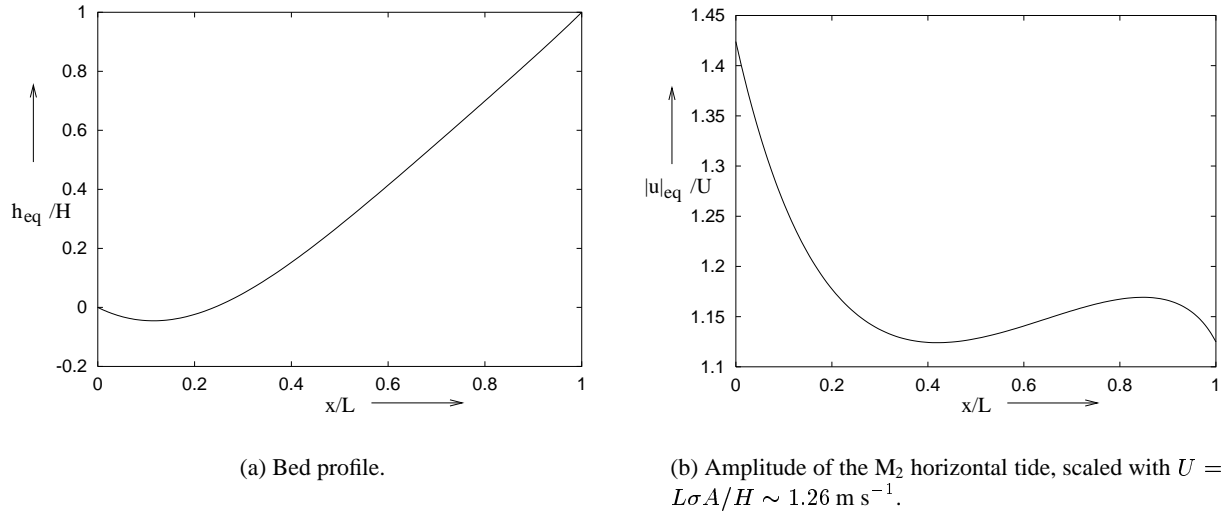 1
0.8
0.6
0.4
0.2
0
-0.2
h_eq /H
0 0.2 0.4 0.6 0.8 1
x/L
(a) Bed profile.
1.45
1.4
1.35
1.3
1.25
1.2
1.15
1.1
|u|_eq /U
0 0.2 0.4 0.6 0.8 1
x/L
(b) Amplitude of the M₂ horizontal tide, scaled with U =
LσA/H ∼ 1.26 m s⁻¹.